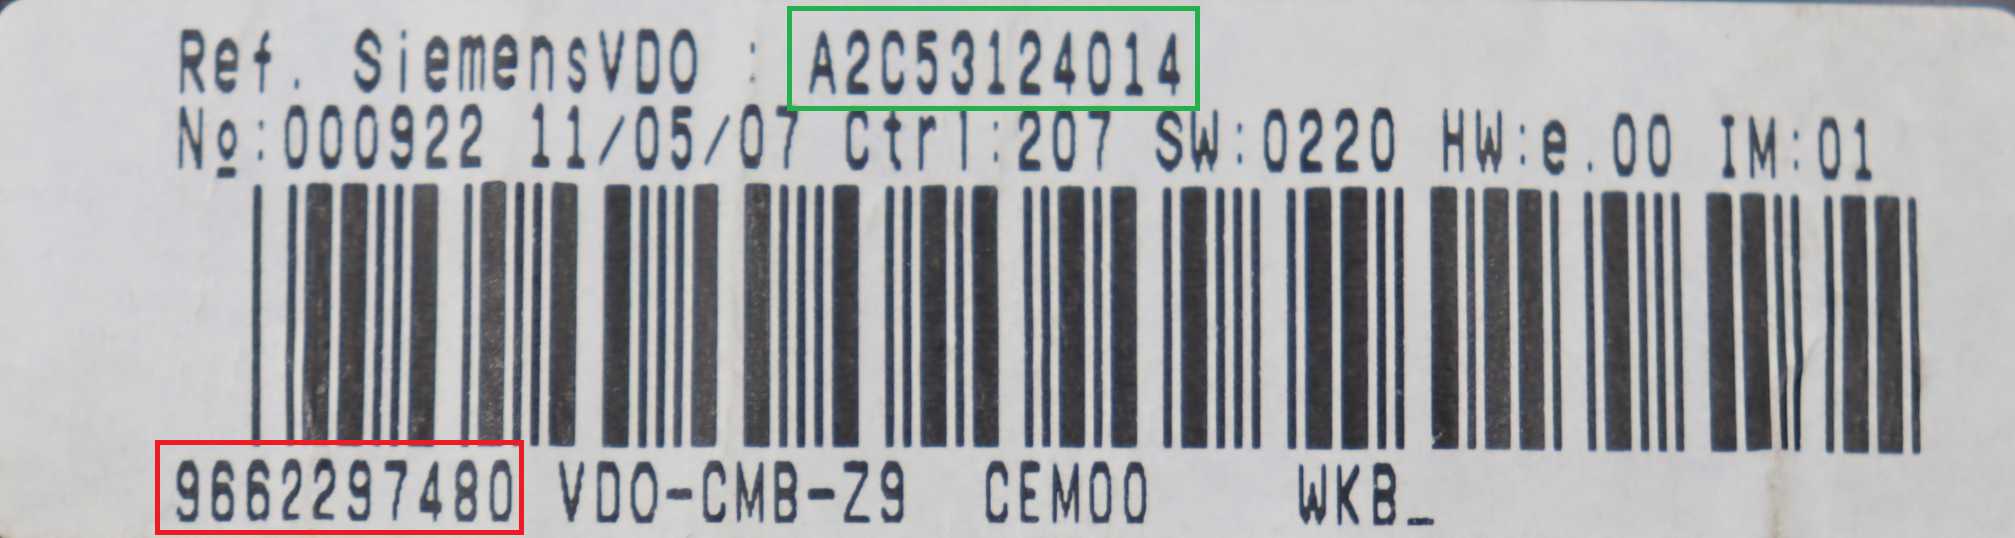 Ref. SiemensVDO : A2C53124014
Nº:000922 11/05/07 Ctrl:207 SW:0220 HW:e.00 IM:01
9662297480 VDO-CMB-Z9 CEM00 WKB_